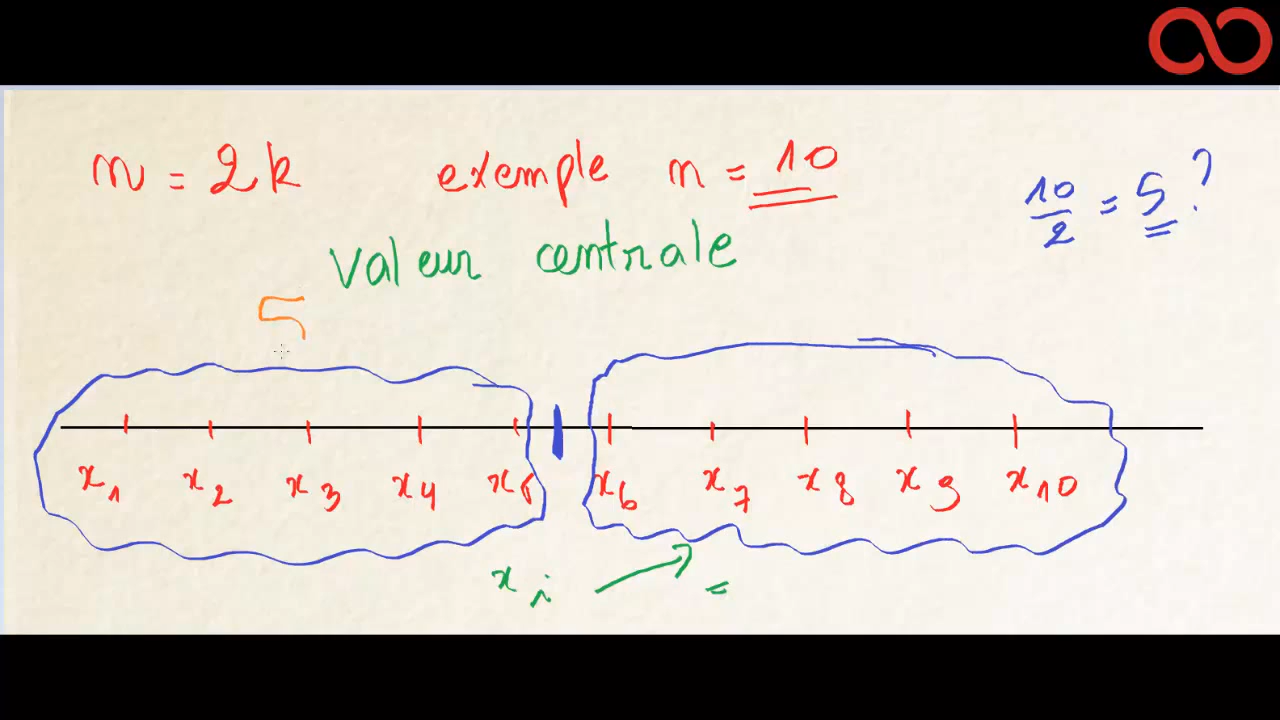 n = 2k exemple n = 10
10/2 = 5 ?
valeur centrale
5
x1 x2 x3 x4 x5 x6 x7 x8 x9 x10
xi